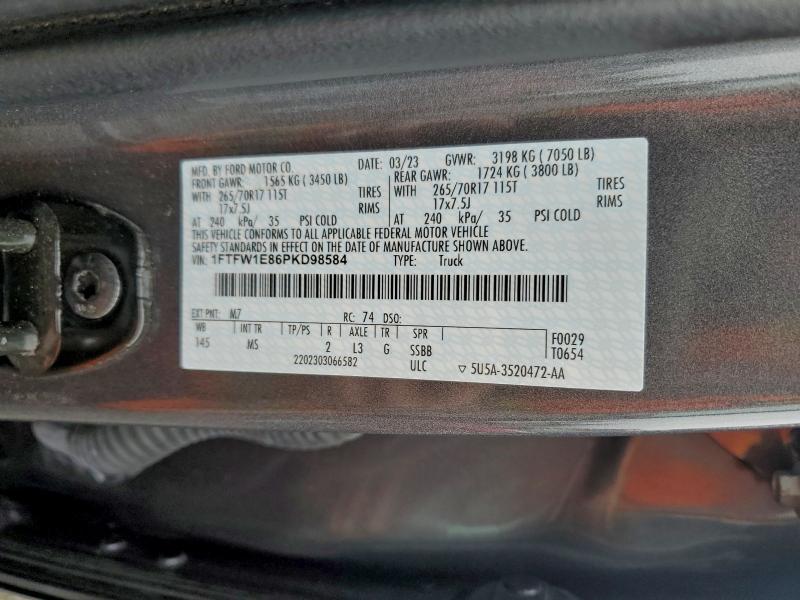 MFD. BY FORD MOTOR CO. DATE: 03/23 GVWR: 3198 KG ( 7050 LB)
FRONT GAWR: 1565 KG ( 3450 LB) REAR GAWR: 1724 KG ( 3800 LB)
WITH 265/70R17 115T TIRES WITH 265/70R17 115T TIRES
17x7.5J RIMS 17x7.5J RIMS
AT 240 kPa/ 35 PSI COLD AT 240 kPa/ 35 PSI COLD
THIS VEHICLE CONFORMS TO ALL APPLICABLE FEDERAL MOTOR VEHICLE
SAFETY STANDARDS IN EFFECT ON THE DATE OF MANUFACTURE SHOWN ABOVE.
VIN: 1FTFW1E86PKD98584 TYPE: Truck
EXT PNT: M7 RC: 74 DSO:
WB INT TR TP/PS R AXLE TR SPR F0029
145 MS 2 L3 G SSBB T0654
2202303066582 ULC ▽ 5U5A-3520472-AA